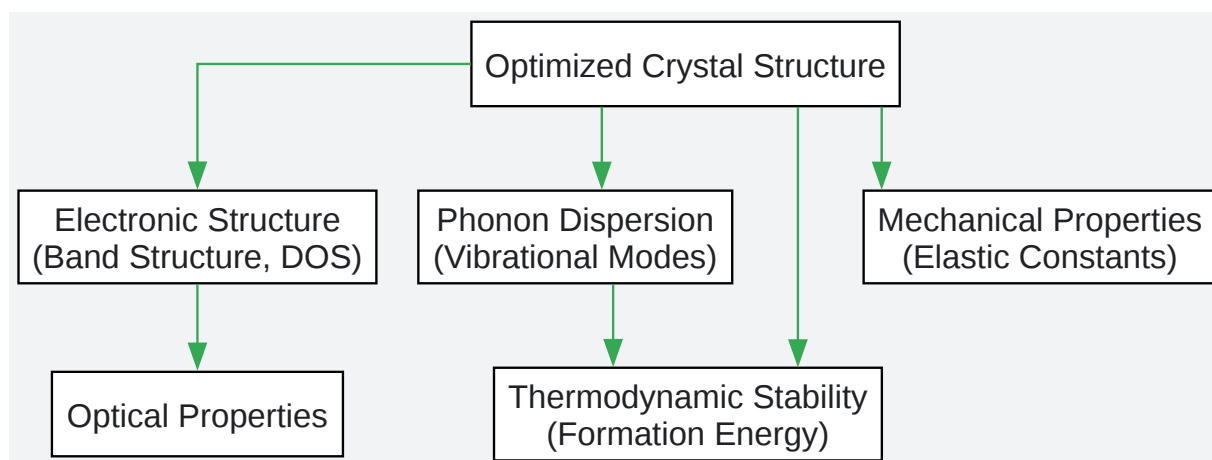 Optimized Crystal Structure
Electronic Structure
(Band Structure, DOS)
Phonon Dispersion
(Vibrational Modes)
Mechanical Properties
(Elastic Constants)
Optical Properties
Thermodynamic Stability
(Formation Energy)